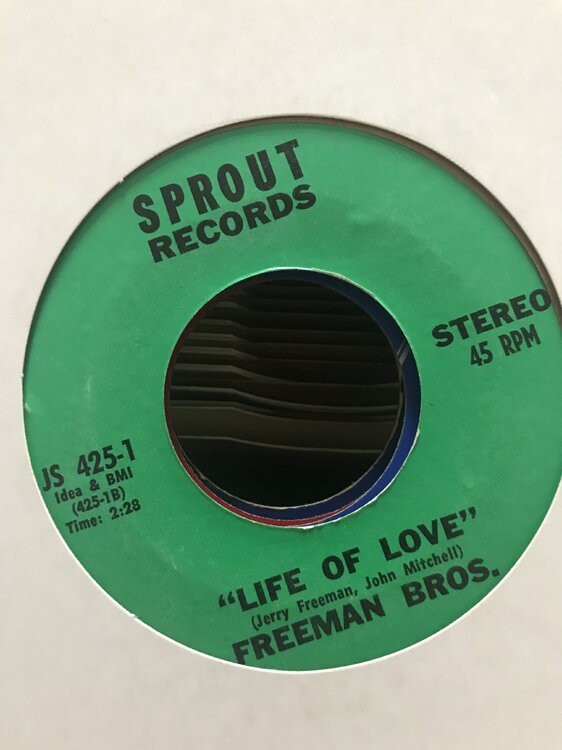 SPROUT
RECORDS
STEREO
45 RPM
JS 425-1
Idea & BMI
(425-1B)
Time: 2:28
"LIFE OF LOVE"
(Jerry Freeman, John Mitchell)
FREEMAN BROS.